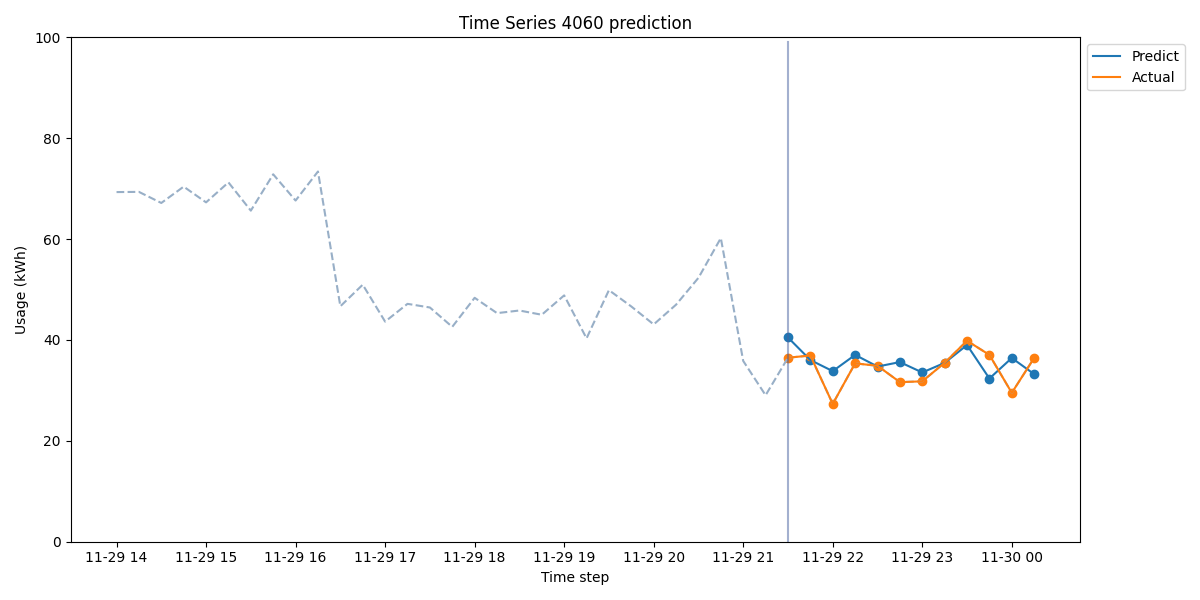 Time Series 4060 prediction
100
80
60
40
20
0
Usage (kWh)
11-29 14 11-29 15 11-29 16 11-29 17 11-29 18 11-29 19 11-29 20 11-29 21 11-29 22 11-29 23 11-30 00
Time step
Predict
Actual